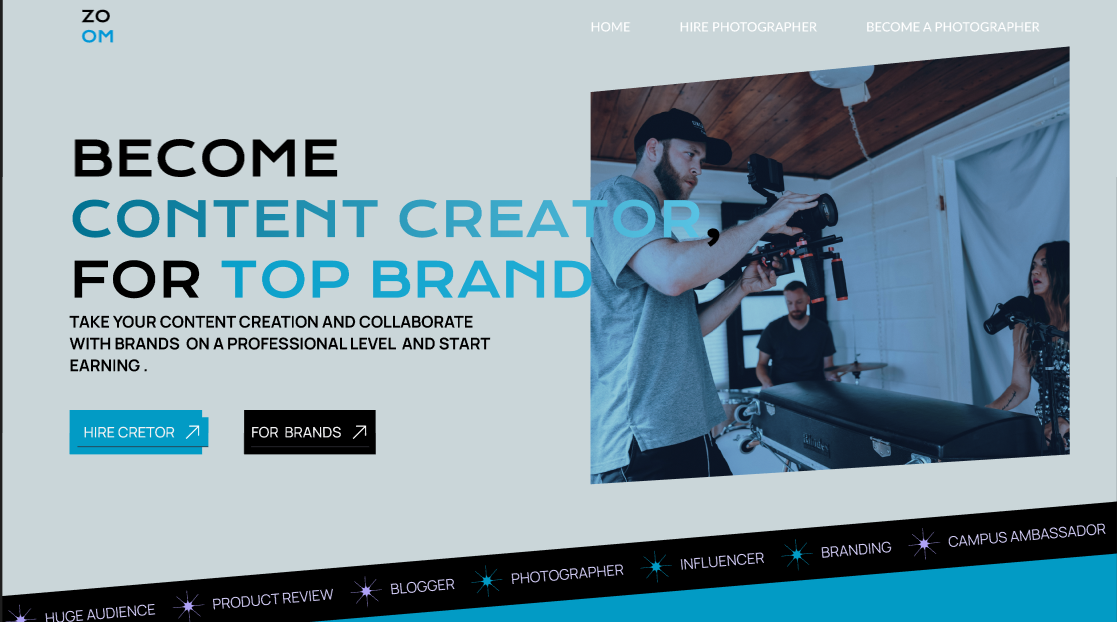 ZO
OM
HOME
HIRE PHOTOGRAPHER
BECOME A PHOTOGRAPHER
BECOME
CONTENT CREATOR,
FOR TOP BRAND
TAKE YOUR CONTENT CREATION AND COLLABORATE
WITH BRANDS ON A PROFESSIONAL LEVEL AND START
EARNING .
HIRE CRETOR
FOR BRANDS
HUGE AUDIENCE
PRODUCT REVIEW
BLOGGER
PHOTOGRAPHER
INFLUENCER
BRANDING
CAMPUS AMBASSADOR